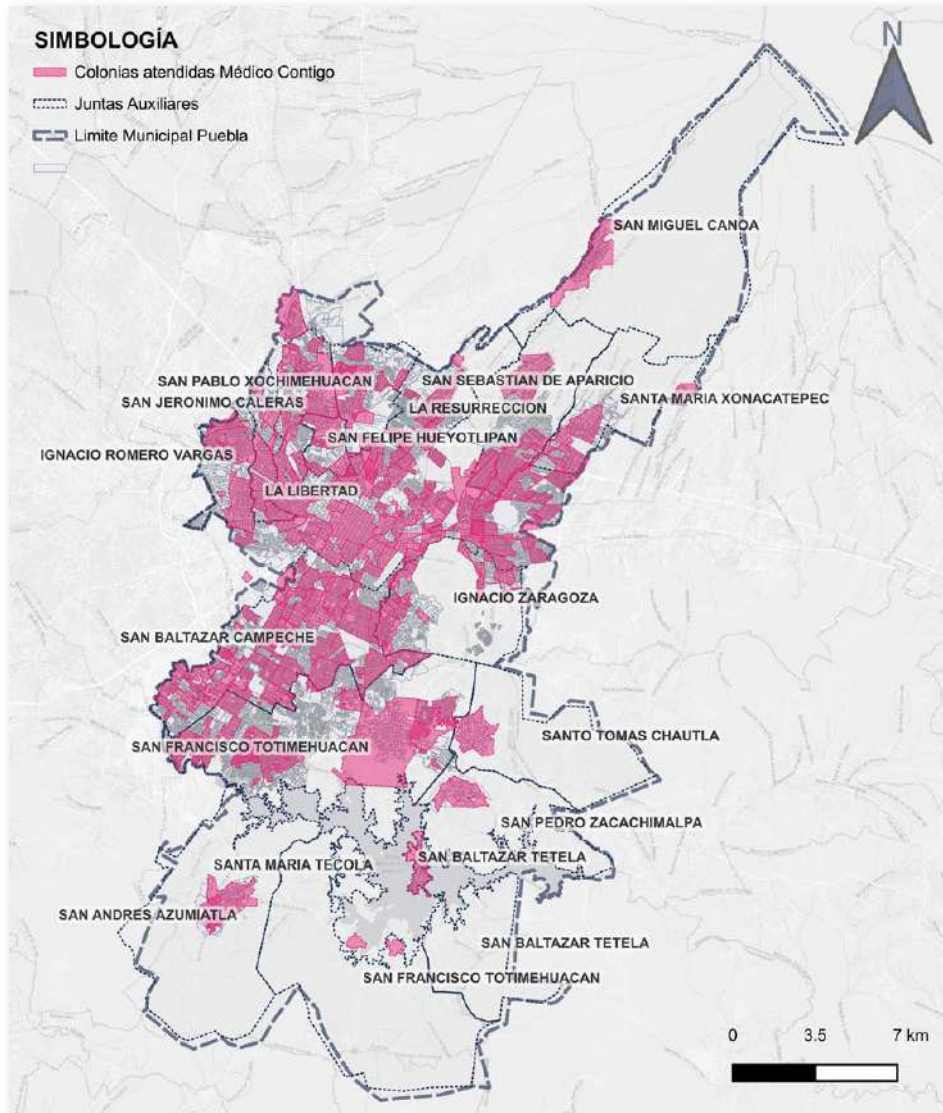 SIMBOLOGÍA
Colonias atendidas Médico Contigo
Juntas Auxiliares
Limite Municipal Puebla
N
SAN MIGUEL CANOA
SAN PABLO XOCHIMEHUACAN
SAN SEBASTIAN DE APARICIO
SANTA MARIA XONACATEPEC
SAN JERONIMO CALERAS
LA RESURRECCION
SAN FELIPE HUEYOTLIPAN
IGNACIO ROMERO VARGAS
LA LIBERTAD
IGNACIO ZARAGOZA
SAN BALTAZAR CAMPECHE
SANTO TOMAS CHAUTLA
SAN FRANCISCO TOTIMEHUACAN
SAN PEDRO ZACACHIMALPA
SANTA MARIA TECOLA
SAN BALTAZAR TETELA
SAN ANDRES AZUMIATLA
SAN BALTAZAR TETELA
SAN FRANCISCO TOTIMEHUACAN
0 3.5 7 km